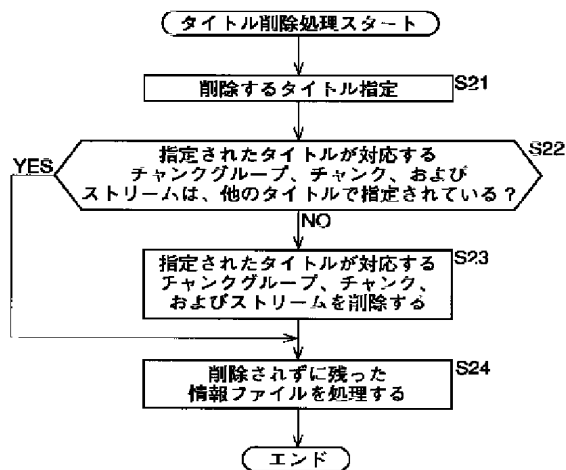 タイトル削除処理スタート
削除するタイトル指定
S21
指定されたタイトルが対応する
チャンクグループ、チャンク、および
ストリームは、他のタイトルで指定されている？
S22
YES
NO
指定されたタイトルが対応する
チャンクグループ、チャンク、
およびストリームを削除する
S23
削除されずに残った
情報ファイルを処理する
S24
エンド